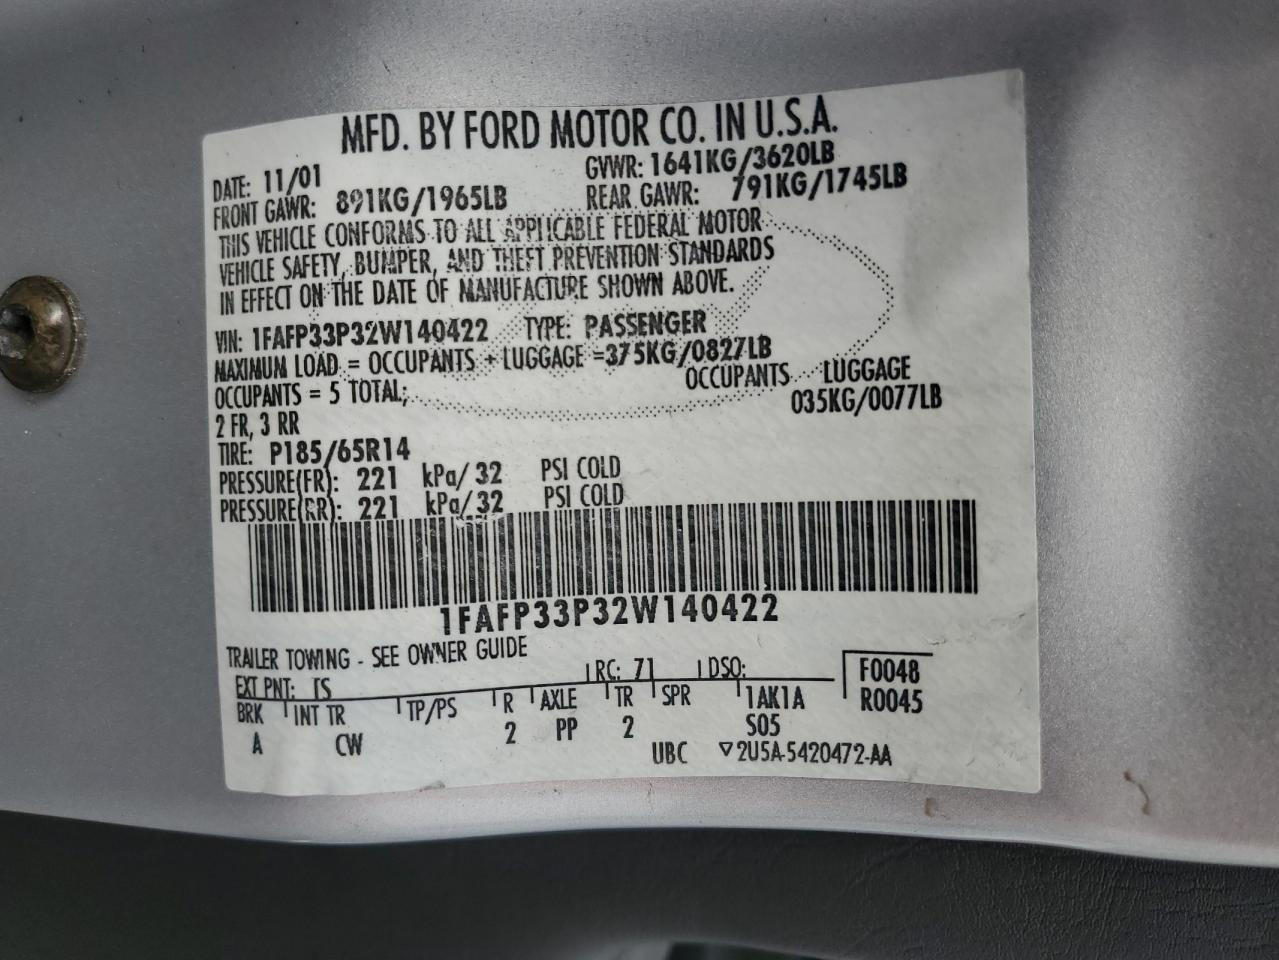 MFD. BY FORD MOTOR CO. IN U.S.A.
DATE: 11/01 GVWR: 1641KG/3620LB
FRONT GAWR: 891KG/1965LB REAR GAWR: 791KG/1745LB
THIS VEHICLE CONFORMS TO ALL APPLICABLE FEDERAL MOTOR
VEHICLE SAFETY, BUMPER, AND THEFT PREVENTION STANDARDS
IN EFFECT ON THE DATE OF MANUFACTURE SHOWN ABOVE.
VIN: 1FAFP33P32W140422 TYPE: PASSENGER
MAXIMUM LOAD = OCCUPANTS + LUGGAGE =375KG/0827LB
OCCUPANTS = 5 TOTAL; OCCUPANTS LUGGAGE
2 FR, 3 RR 035KG/0077LB
TIRE: P185/65R14
PRESSURE(FR): 221 kPa/ 32 PSI COLD
PRESSURE(RR): 221 kPa/ 32 PSI COLD
1FAFP33P32W140422
TRAILER TOWING - SEE OWNER GUIDE
EXT PNT: TS RC: 71 DSO: F0048
BRK INT TR TP/PS R AXLE TR SPR 1AK1A R0045
A CW 2 PP 2 S05
UBC ▽2U5A-5420472-AA